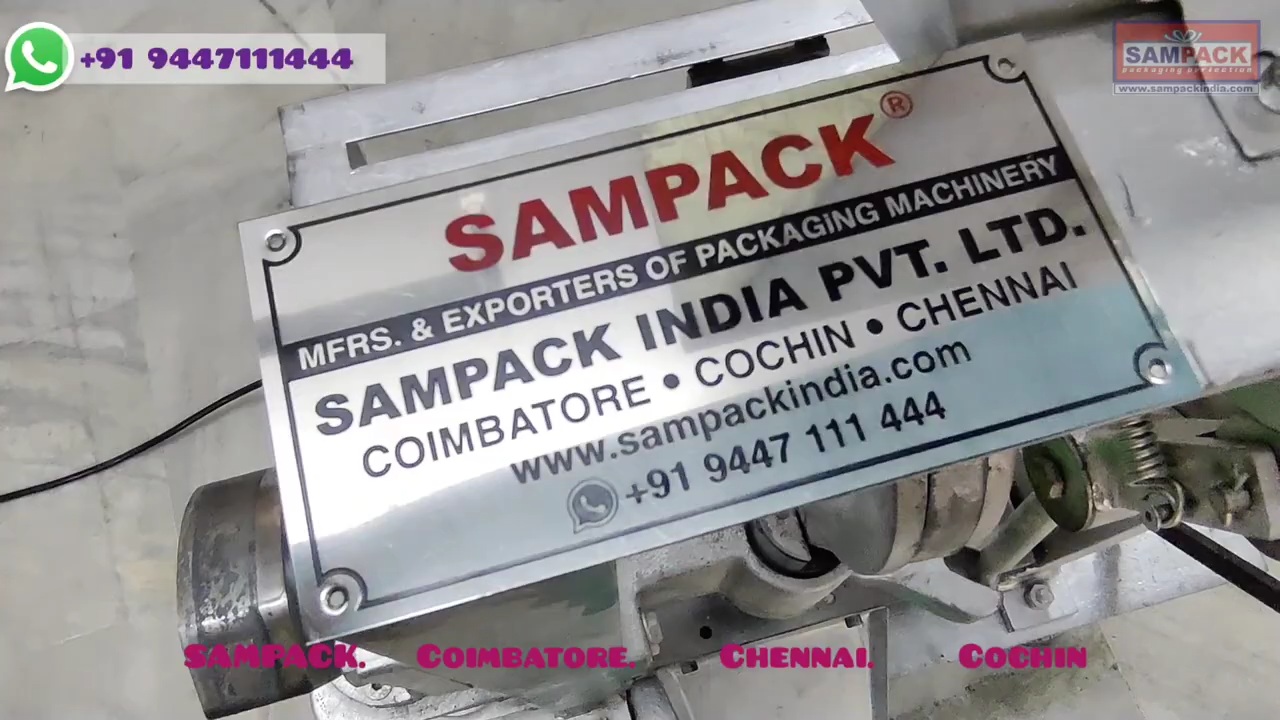 +91 9447111444
SAMPACK
packaging perfection
www.sampackindia.com
SAMPACK®
MFRS. & EXPORTERS OF PACKAGiNG MACHINERY
SAMPACK INDIA PVT. LTD.
COIMBATORE • COCHIN • CHENNAI
www.sampackindia.com
+91 9447 111 444
SAMPACK. COIMBATORE. CHENNAI. COCHIN